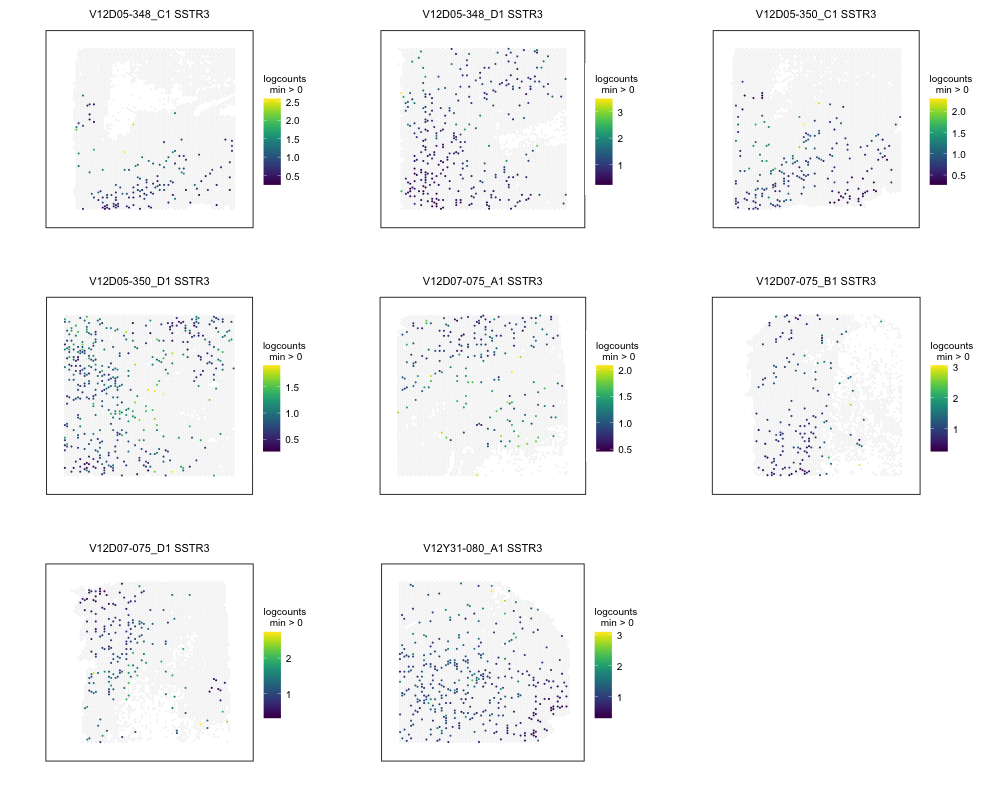 V12D05-348_C1 SSTR3
logcounts
min > 0
2.5
2.0
1.5
1.0
0.5
V12D05-348_D1 SSTR3
logcounts
min > 0
3
2
1
V12D05-350_C1 SSTR3
logcounts
min > 0
2.0
1.5
1.0
0.5
V12D05-350_D1 SSTR3
logcounts
min > 0
1.5
1.0
0.5
V12D07-075_A1 SSTR3
logcounts
min > 0
2.0
1.5
1.0
0.5
V12D07-075_B1 SSTR3
logcounts
min > 0
3
2
1
V12D07-075_D1 SSTR3
logcounts
min > 0
2
1
V12Y31-080_A1 SSTR3
logcounts
min > 0
3
2
1